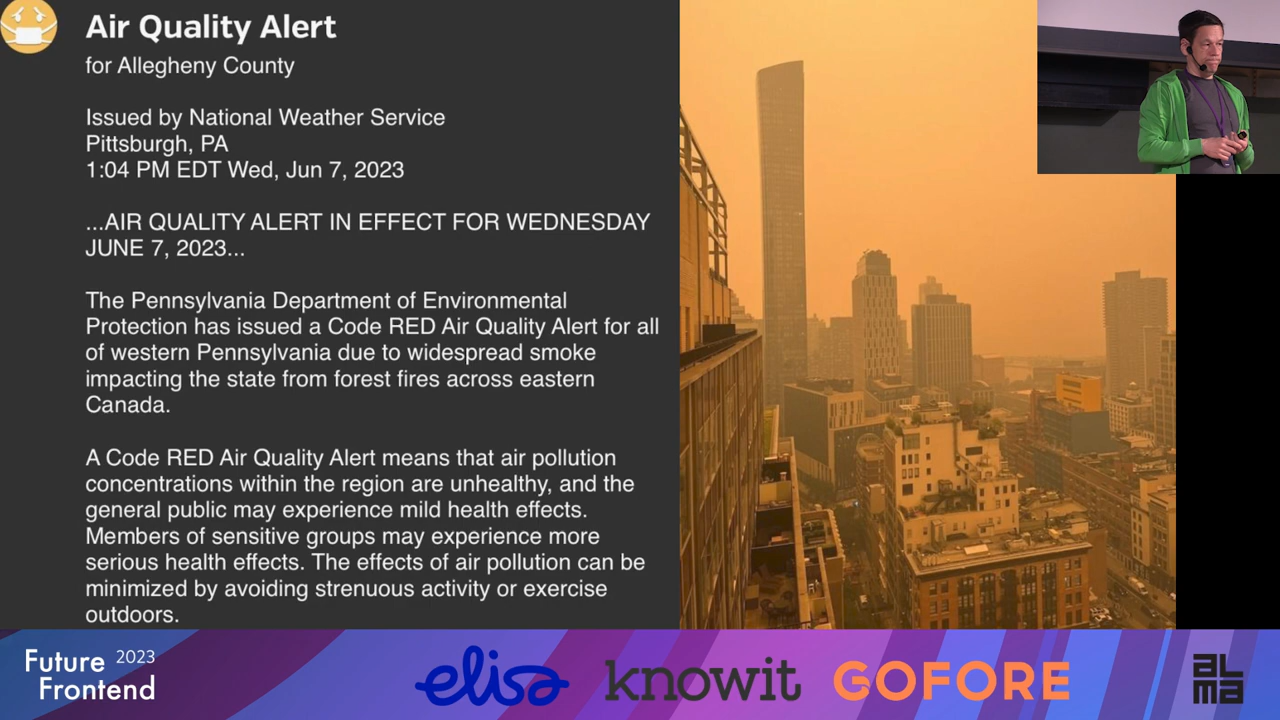 Air Quality Alert
for Allegheny County
Issued by National Weather Service
Pittsburgh, PA
1:04 PM EDT Wed, Jun 7, 2023
...AIR QUALITY ALERT IN EFFECT FOR WEDNESDAY
JUNE 7, 2023...
The Pennsylvania Department of Environmental
Protection has issued a Code RED Air Quality Alert for all
of western Pennsylvania due to widespread smoke
impacting the state from forest fires across eastern
Canada.
A Code RED Air Quality Alert means that air pollution
concentrations within the region are unhealthy, and the
general public may experience mild health effects.
Members of sensitive groups may experience more
serious health effects. The effects of air pollution can be
minimized by avoiding strenuous activity or exercise
outdoors.
Future 2023
Frontend
elisa
knowit
GOFORE
aL
ma